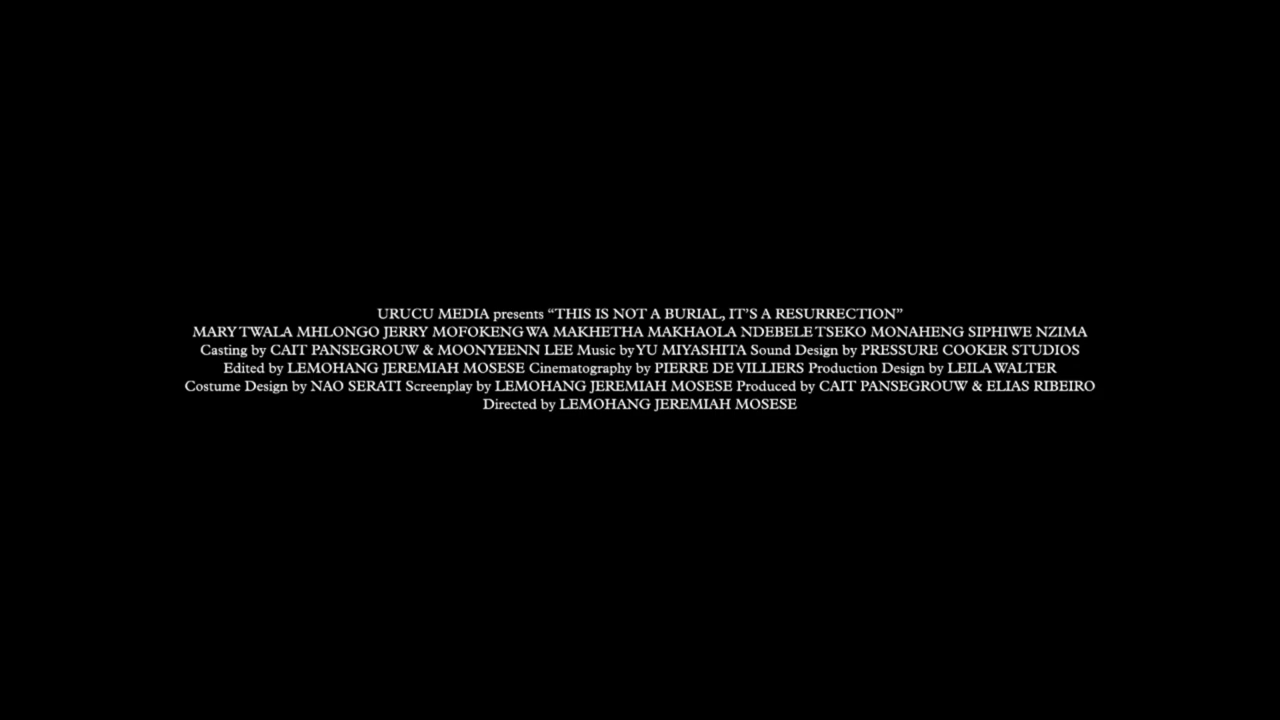 URUCU MEDIA presents “THIS IS NOT A BURIAL, IT’S A RESURRECTION”
MARY TWALA MHLONGO JERRY MOFOKENG WA MAKHETHA MAKHAOLA NDEBELE TSEKO MONAHENG SIPHIWE NZIMA
Casting by CAIT PANSEGROUW & MOONYEENN LEE Music by YU MIYASHITA Sound Design by PRESSURE COOKER STUDIOS
Edited by LEMOHANG JEREMIAH MOSESE Cinematography by PIERRE DE VILLIERS Production Design by LEILA WALTER
Costume Design by NAO SERATI Screenplay by LEMOHANG JEREMIAH MOSESE Produced by CAIT PANSEGROUW & ELIAS RIBEIRO
Directed by LEMOHANG JEREMIAH MOSESE